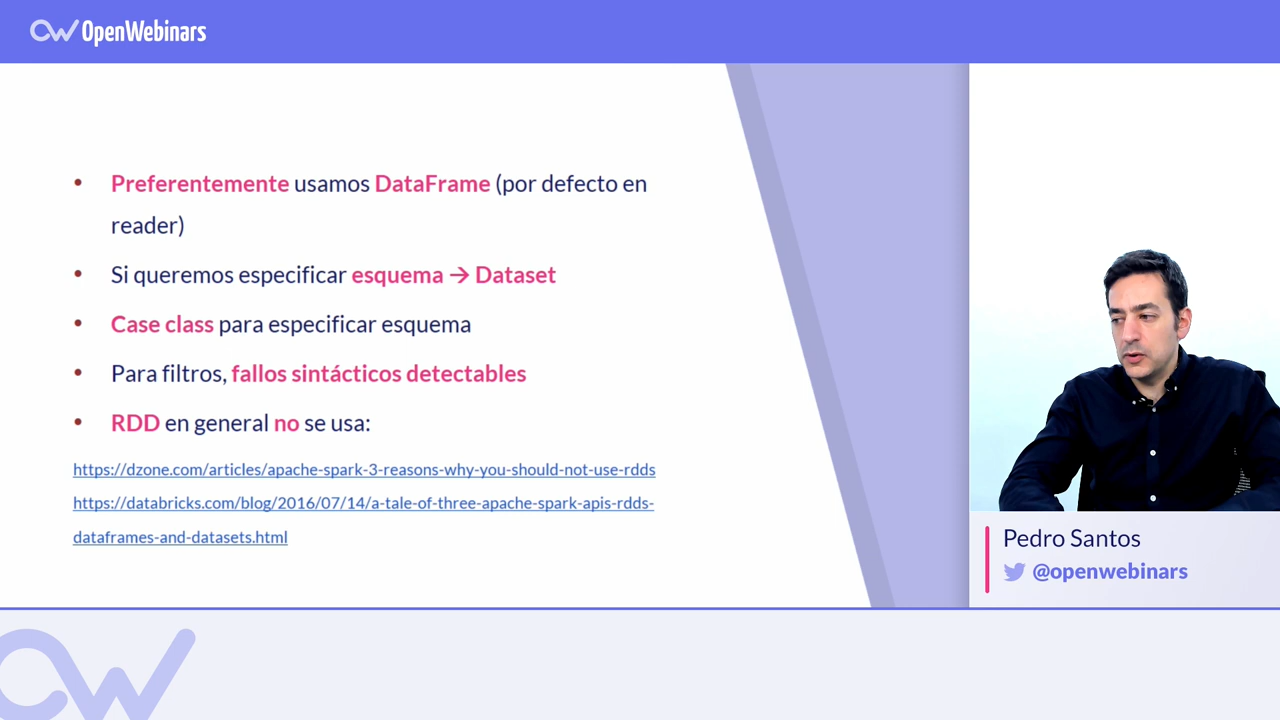 OpenWebinars
• Preferentemente usamos DataFrame (por defecto en
reader)
• Si queremos especificar esquema → Dataset
• Case class para especificar esquema
• Para filtros, fallos sintácticos detectables
• RDD en general no se usa:
https://dzone.com/articles/apache-spark-3-reasons-why-you-should-not-use-rdds
https://databricks.com/blog/2016/07/14/a-tale-of-three-apache-spark-apis-rdds-
dataframes-and-datasets.html
Pedro Santos
@openwebinars